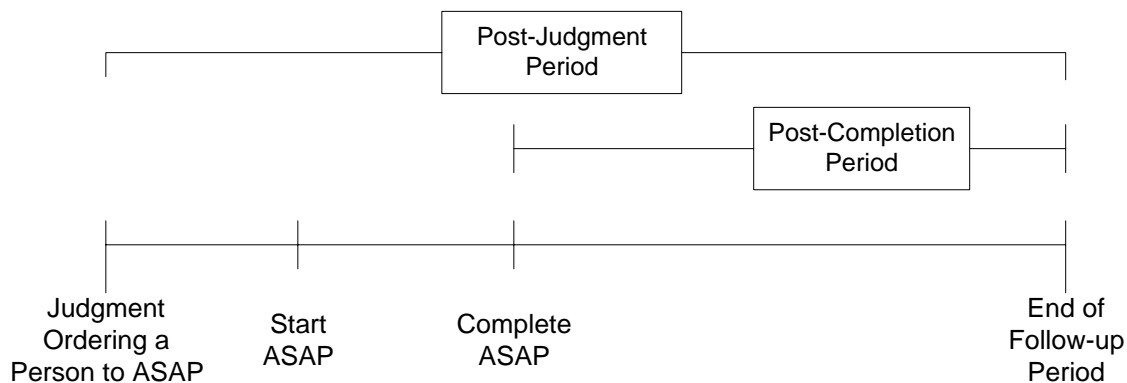 Post-Judgment
Period
Post-Completion
Period
Judgment
Ordering a
Person to ASAP
Start
ASAP
Complete
ASAP
End of
Follow-up
Period